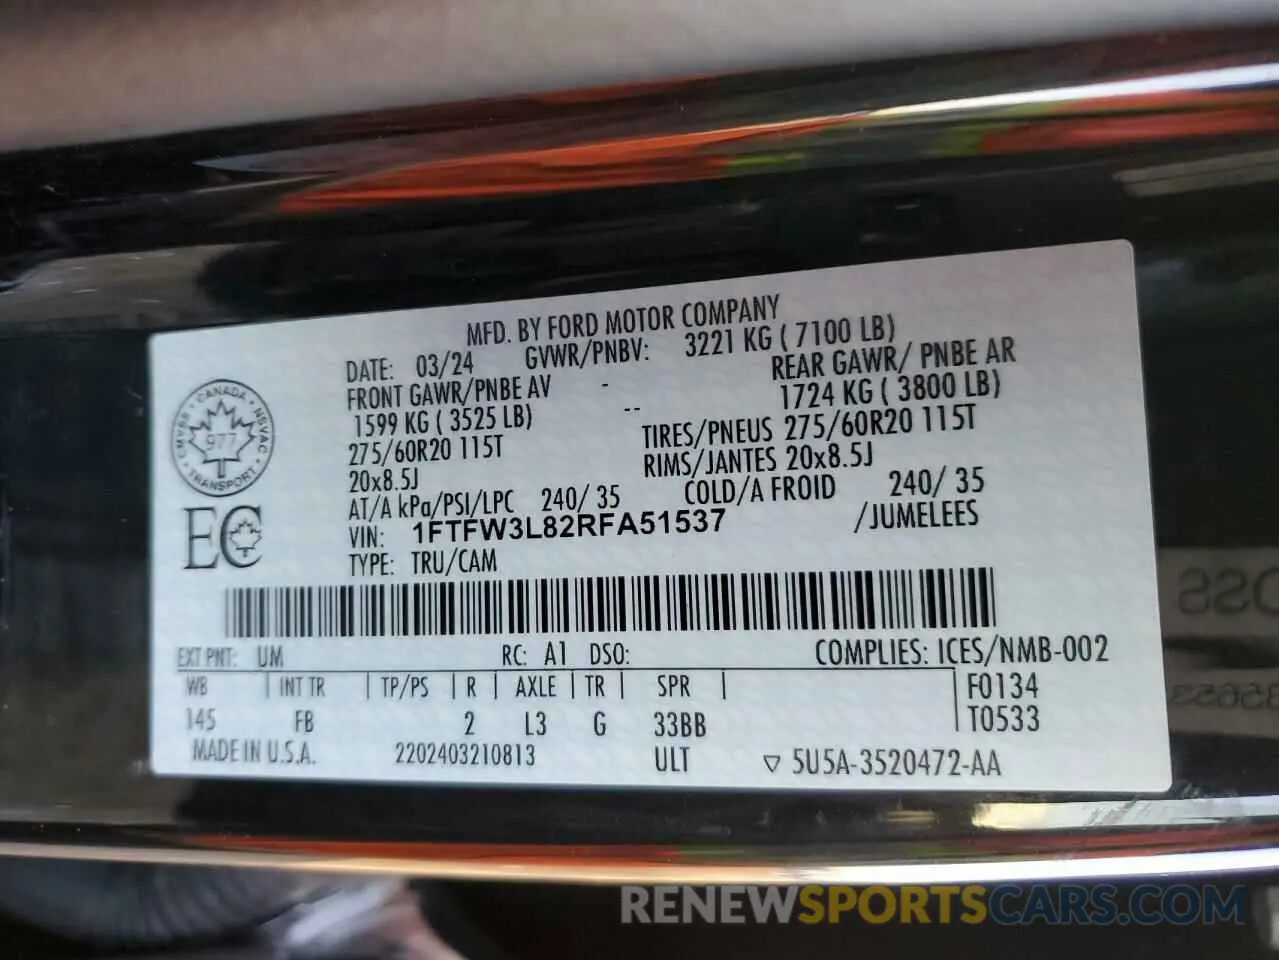 MFD. BY FORD MOTOR COMPANY
DATE: 03/24 GVWR/PNBV: 3221 KG ( 7100 LB)
FRONT GAWR/PNBE AV - REAR GAWR/ PNBE AR
1599 KG ( 3525 LB) -- 1724 KG ( 3800 LB)
275/60R20 115T TIRES/PNEUS 275/60R20 115T
20x8.5J RIMS/JANTES 20x8.5J
AT/A kPa/PSI/LPC 240/ 35 COLD/A FROID 240/ 35
VIN: 1FTFW3L82RFA51537 /JUMELEES
TYPE: TRU/CAM
CANADA
CMVSS NSVAC
977
TRANSPORT
EC
EXT PNT: UM RC: A1 DSO: COMPLIES: ICES/NMB-002
WB | INT TR | TP/PS | R | AXLE | TR | SPR | F0134
145 FB 2 L3 G 33BB | T0533
MADE IN U.S.A. 2202403210813 ULT ▽ 5U5A-3520472-AA
RENEWSPORTSCARS.COM